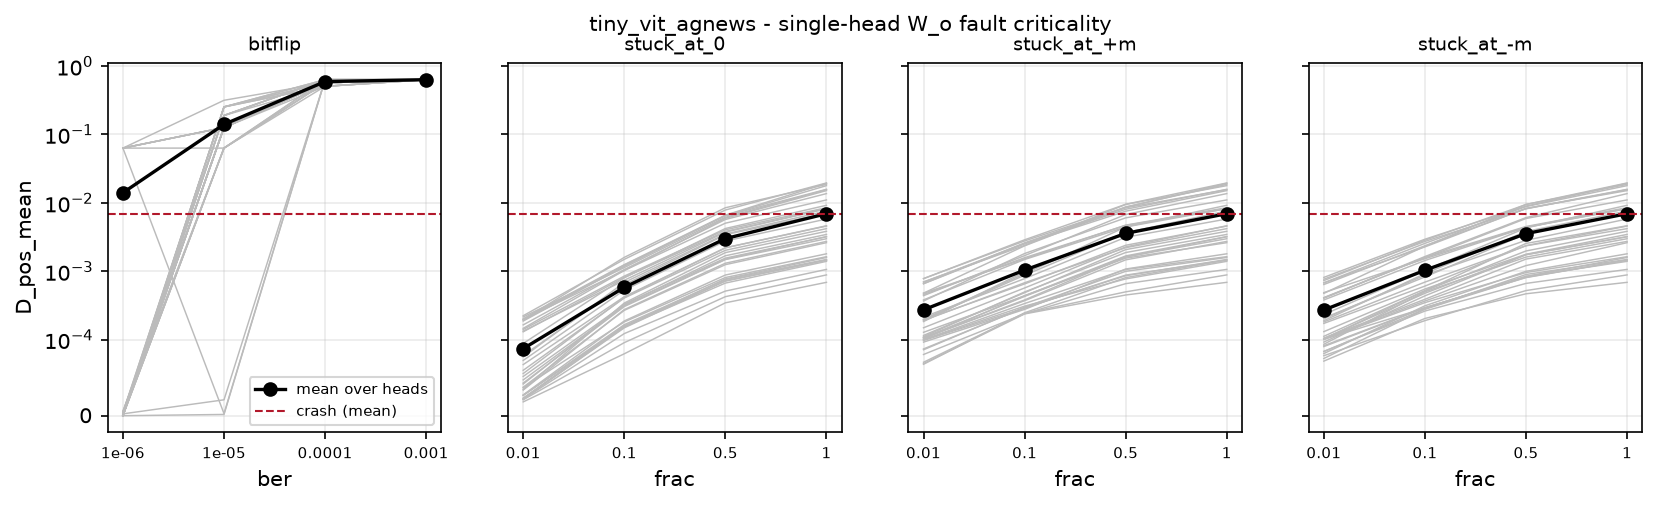 tiny_vit_agnews - single-head W_o fault criticality
bitflip
stuck_at_0
stuck_at_+m
stuck_at_-m
D_pos_mean
10⁰
10⁻¹
10⁻²
10⁻³
10⁻⁴
0
mean over heads
crash (mean)
1e-06 1e-05 0.0001 0.001
ber
0.01 0.1 0.5 1
frac
0.01 0.1 0.5 1
frac
0.01 0.1 0.5 1
frac